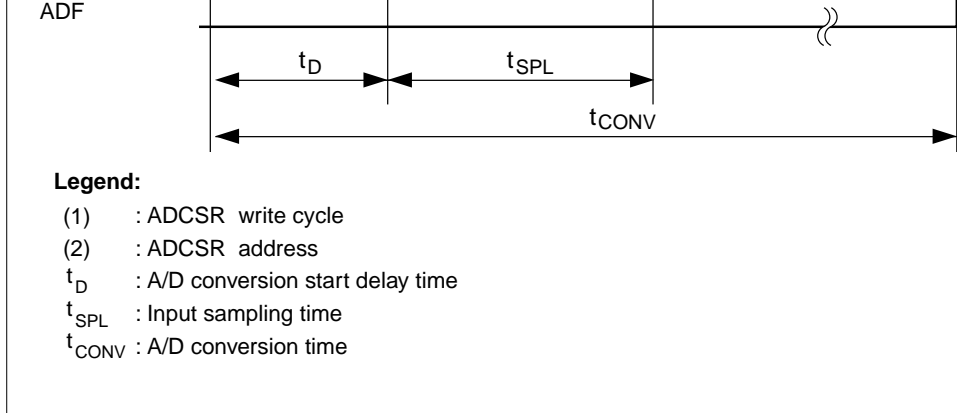 ADF
tD
tSPL
tCONV
Legend:
(1) : ADCSR write cycle
(2) : ADCSR address
tD : A/D conversion start delay time
tSPL : Input sampling time
tCONV : A/D conversion time